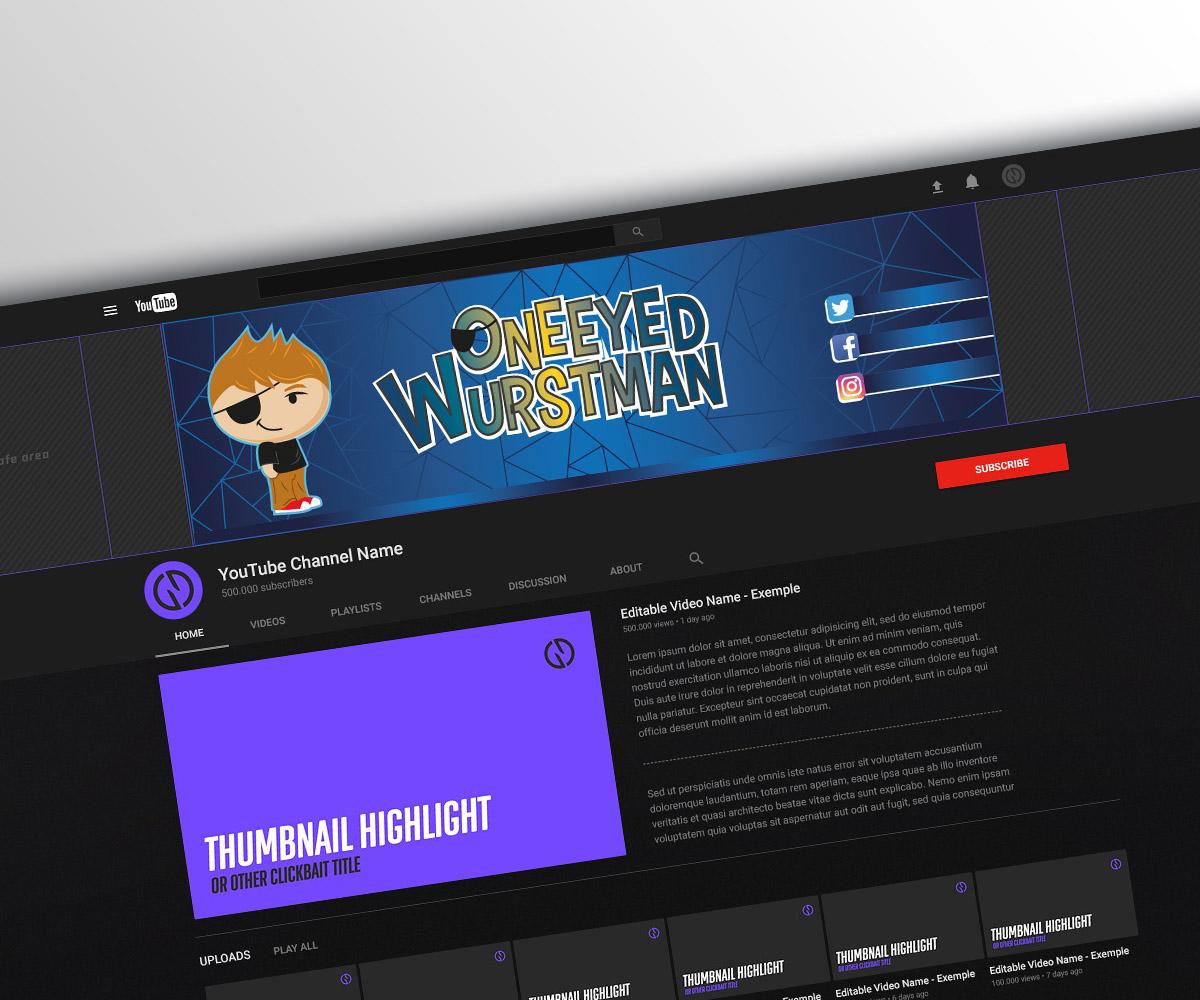 YouTube
ONEEYED
WURSTMAN
afe area
SUBSCRIBE
YouTube Channel Name
500.000 subscribers
HOME VIDEOS PLAYLISTS CHANNELS DISCUSSION ABOUT
THUMBNAIL HIGHLIGHT
OR OTHER CLICKBAIT TITLE
Editable Video Name - Exemple
500.000 views • 1 day ago
Lorem ipsum dolor sit amet, consectetur adipisicing elit, sed do eiusmod tempor
incididunt ut labore et dolore magna aliqua. Ut enim ad minim veniam, quis
nostrud exercitation ullamco laboris nisi ut aliquip ex ea commodo consequat.
Duis aute irure dolor in reprehenderit in voluptate velit esse cillum dolore eu fugiat
nulla pariatur. Excepteur sint occaecat cupidatat non proident, sunt in culpa qui
officia deserunt mollit anim id est laborum.
Sed ut perspiciatis unde omnis iste natus error sit voluptatem accusantium
doloremque laudantium, totam rem aperiam, eaque ipsa quae ab illo inventore
veritatis et quasi architecto beatae vitae dicta sunt explicabo. Nemo enim ipsam
voluptatem quia voluptas sit aspernatur aut odit aut fugit, sed quia consequuntur
UPLOADS PLAY ALL
THUMBNAIL HIGHLIGHT
THUMBNAIL HIGHLIGHT
OR OTHER CLICKBAIT TITLE
Exemple
THUMBNAIL HIGHLIGHT
OR OTHER CLICKBAIT TITLE
Editable Video Name - Exemple
views • 6 days ago
THUMBNAIL HIGHLIGHT
OR OTHER CLICKBAIT TITLE
Editable Video Name - Exemple
100.000 views • 7 days ago